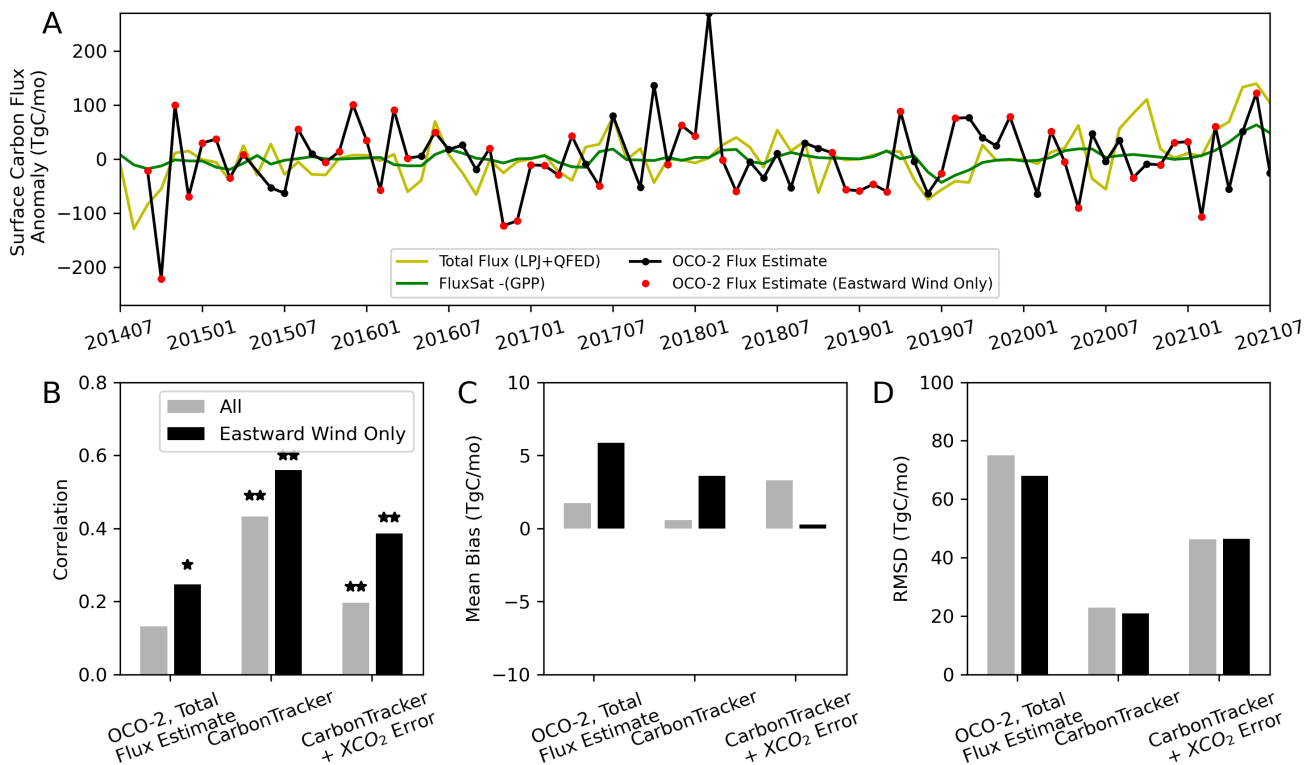 A
Surface Carbon Flux
Anomaly (TgC/mo)
200
100
0
−100
−200
Total Flux (LPJ+QFED)
FluxSat -(GPP)
OCO-2 Flux Estimate
OCO-2 Flux Estimate (Eastward Wind Only)
201407
201501
201507
201601
201607
201701
201707
201801
201807
201901
201907
202001
202007
202101
202107
B
Correlation
0.8
0.6
0.4
0.2
0.0
All
Eastward Wind Only
★★
★★
★
★★
★★
OCO-2, Total
Flux Estimate
CarbonTracker
CarbonTracker
+ XCO₂ Error
C
Mean Bias (TgC/mo)
10
5
0
−5
−10
OCO-2, Total
Flux Estimate
CarbonTracker
CarbonTracker
+ XCO₂ Error
D
RMSD (TgC/mo)
100
80
60
40
20
0
OCO-2, Total
Flux Estimate
CarbonTracker
CarbonTracker
+ XCO₂ Error